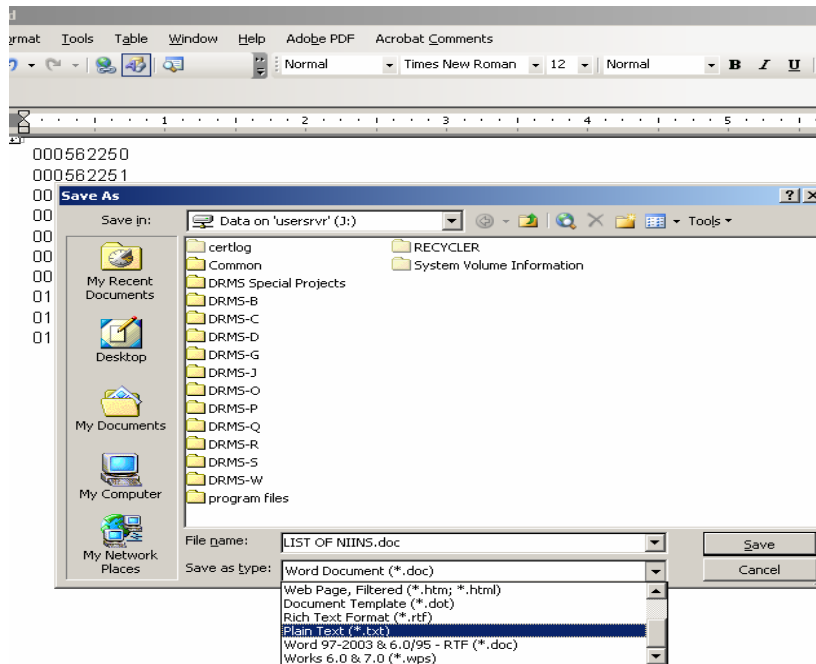 ormat Tools Table Window Help Adobe PDF Acrobat Comments
Normal Times New Roman 12 Normal B I U
1 2 3 4 5
000562250
000562251
00 Save As
00 Save in: Data on 'usersrvr' (J:) Tools
00
00
00
01
01
01
My Recent Documents
Desktop
My Documents
My Computer
My Network Places
certlog
Common
DRMS Special Projects
DRMS-B
DRMS-C
DRMS-D
DRMS-G
DRMS-J
DRMS-O
DRMS-P
DRMS-Q
DRMS-R
DRMS-S
DRMS-W
program files
RECYCLER
System Volume Information
File name: LIST OF NIINS.doc Save
Save as type: Word Document (*.doc) Cancel
Web Page, Filtered (*.htm; *.html)
Document Template (*.dot)
Rich Text Format (*.rtf)
Plain Text (*.txt)
Word 97-2003 & 6.0/95 - RTF (*.doc)
Works 6.0 & 7.0 (*.wps)